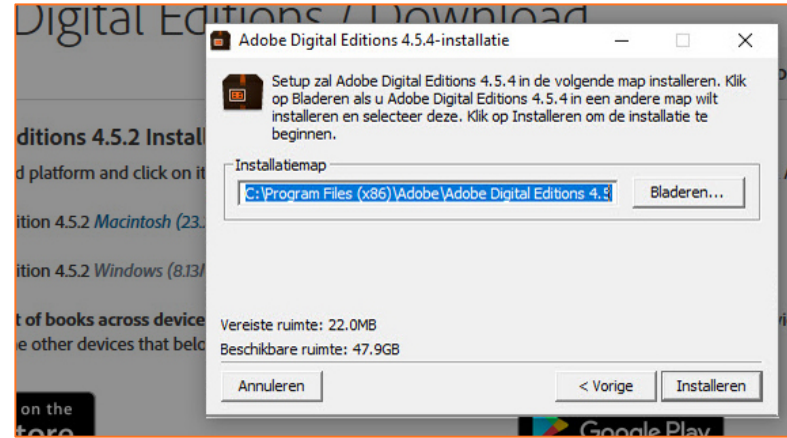 Digital Editions / Download
Adobe Digital Editions 4.5.4-installatie
Setup zal Adobe Digital Editions 4.5.4 in de volgende map installeren. Klik
op Bladeren als u Adobe Digital Editions 4.5.4 in een andere map wilt
installeren en selecteer deze. Klik op Installeren om de installatie te
beginnen.
Installatiemap
C:\Program Files (x86)\Adobe\Adobe Digital Editions 4.5
Bladeren...
Vereiste ruimte: 22.0MB
Beschikbare ruimte: 47.9GB
Annuleren
< Vorige
Installeren
ditions 4.5.2 Instal
d platform and click on it
ition 4.5.2 Macintosh (23.
ition 4.5.2 Windows (8.13
t of books across device
e other devices that belo
on the
Google Play